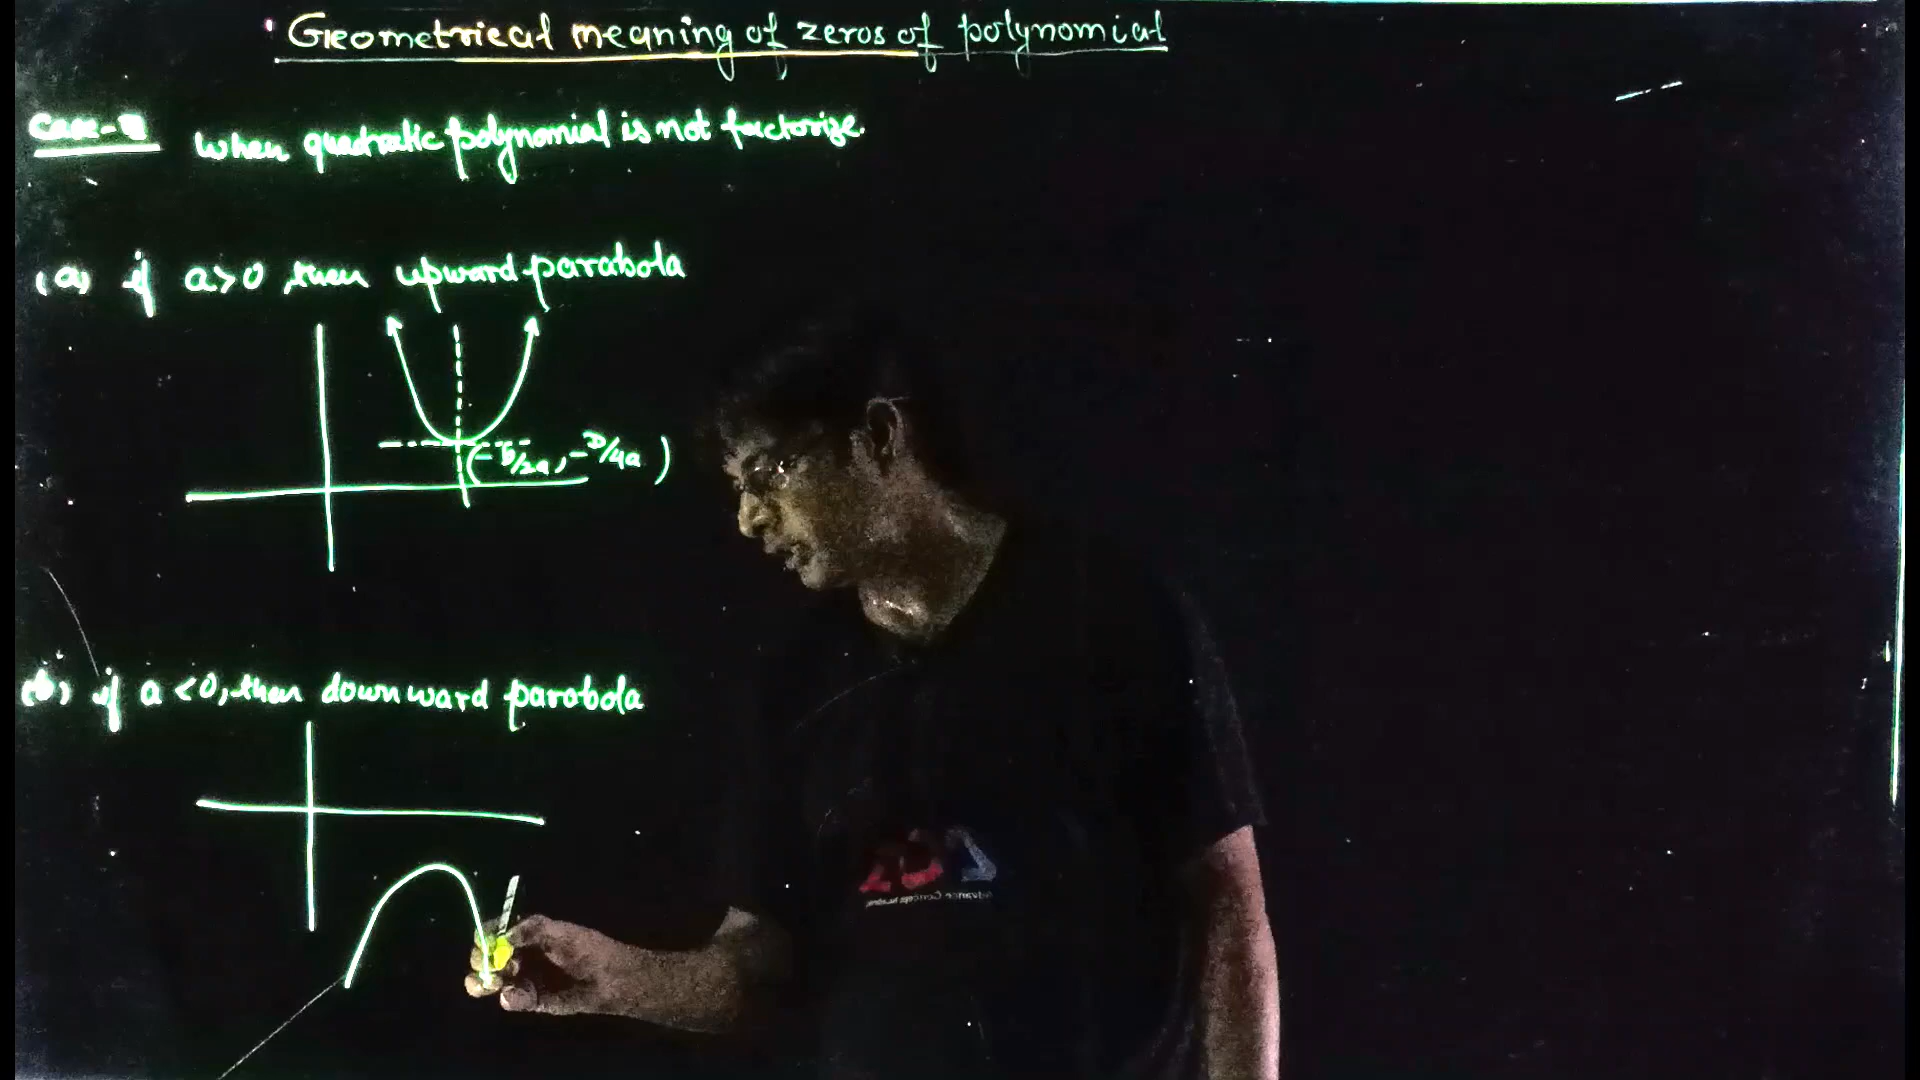 • Geometrical meaning of zeros of polynomial
Case- When quadratic polynomial is not factorize.
(a) if a>0, then upward parabola
(-b/2a, -D/4a)
(b) if a<0, then downward parabola